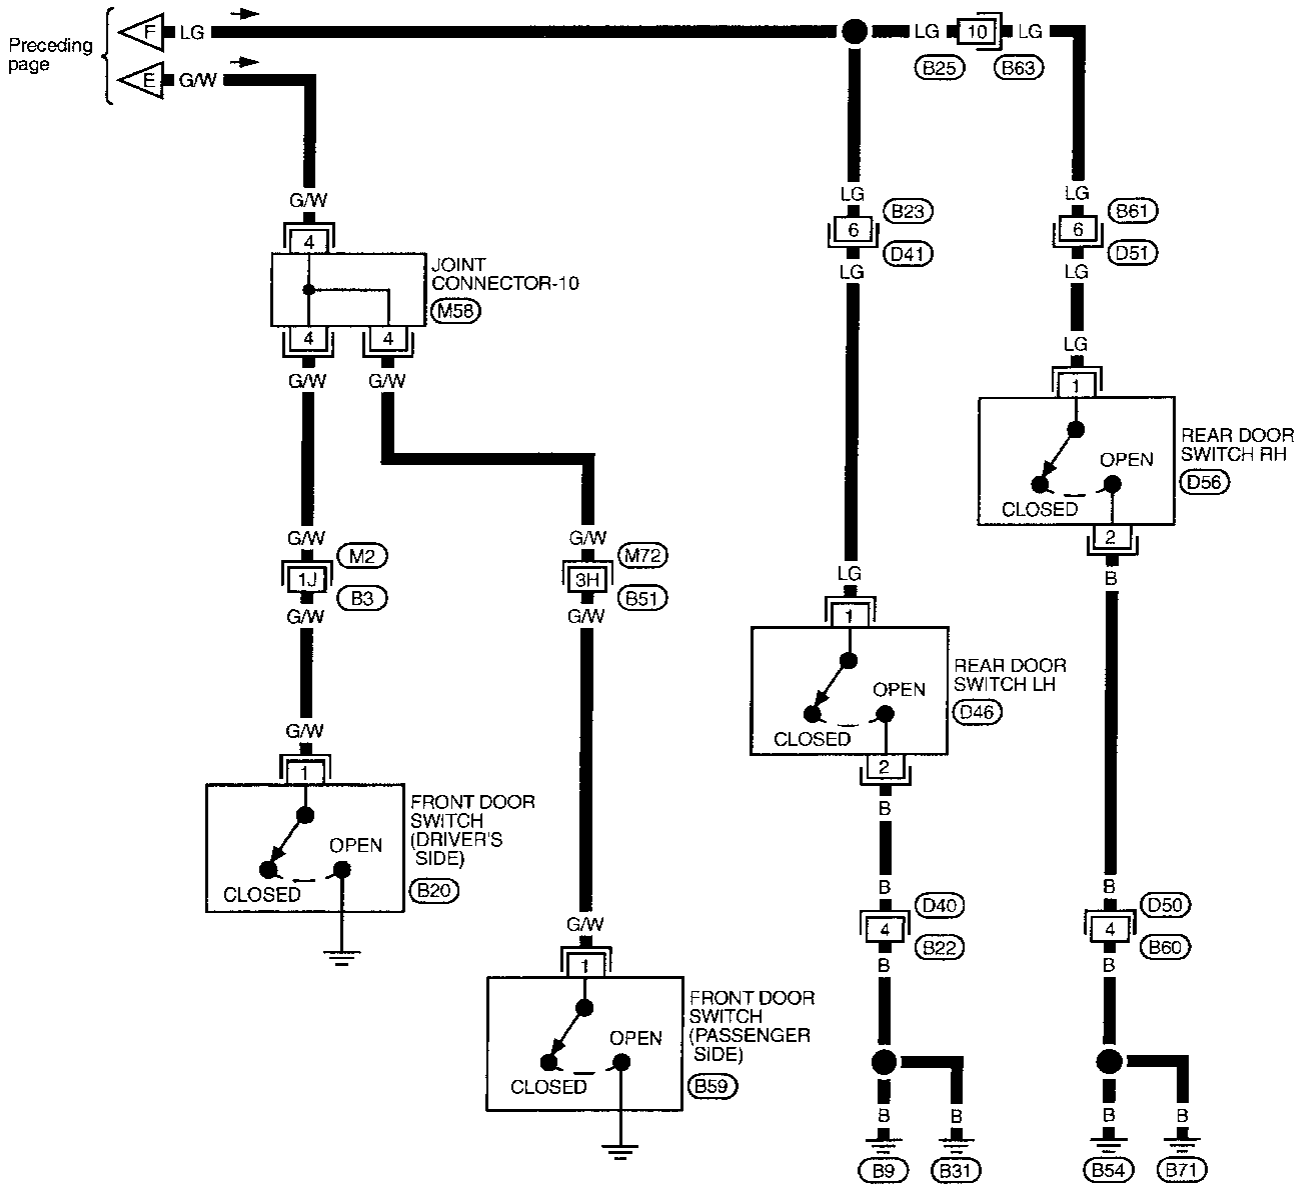 Preceding
page
F LG
LG 10 LG
B25 B63
E G/W
G/W
4
JOINT
CONNECTOR-10
M58
4 4
G/W G/W
LG
6
B23
D41
LG
LG
6
B61
D51
LG
LG
1
REAR DOOR
SWITCH RH
D56
OPEN
CLOSED
2
B
G/W
1J
M2
B3
G/W
G/W
3H
M72
B51
G/W
LG
1
REAR DOOR
SWITCH LH
D46
OPEN
CLOSED
2
B
G/W
1
FRONT DOOR
SWITCH
(DRIVER'S
SIDE)
B20
OPEN
CLOSED
G/W
1
FRONT DOOR
SWITCH
(PASSENGER
SIDE)
B59
OPEN
CLOSED
B
4
D40
B22
B
B
4
D50
B60
B
B B
B9 B31
B B
B54 B71